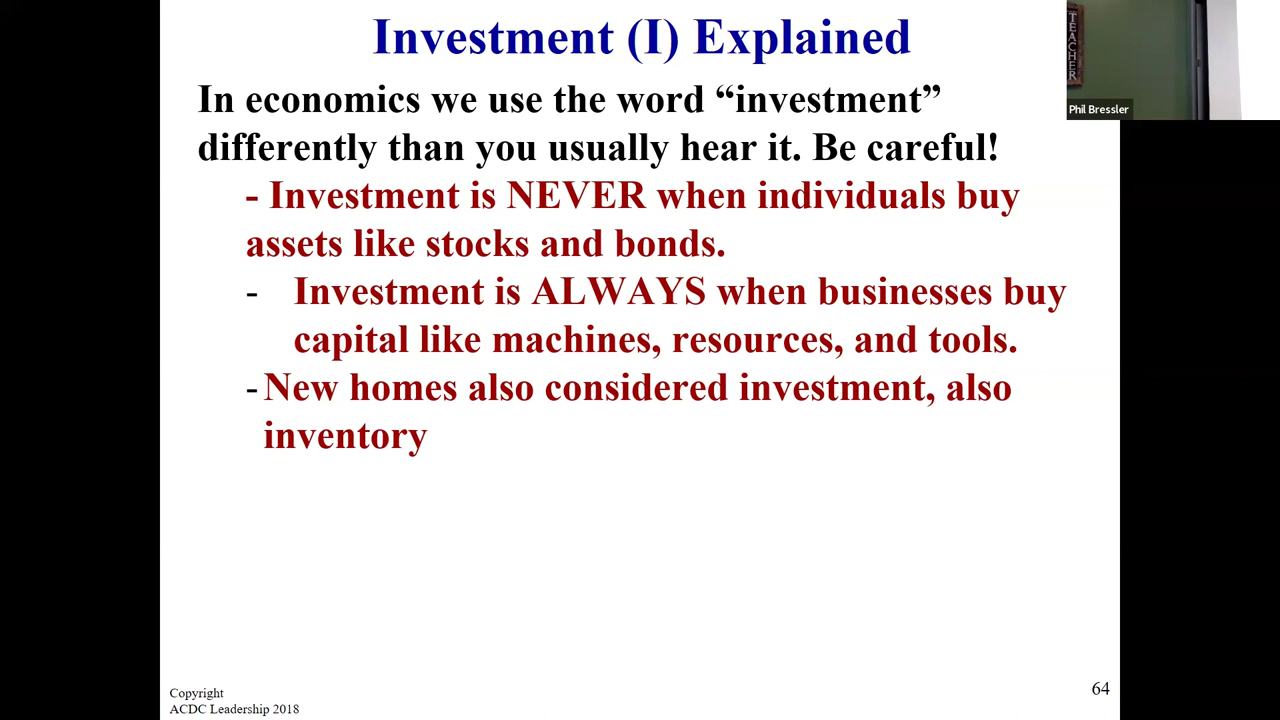 Investment (I) Explained
In economics we use the word “investment”
differently than you usually hear it. Be careful!
- Investment is NEVER when individuals buy
assets like stocks and bonds.
- Investment is ALWAYS when businesses buy
capital like machines, resources, and tools.
- New homes also considered investment, also
inventory
TEACHER
Phil Bressler
Copyright
ACDC Leadership 2018
64